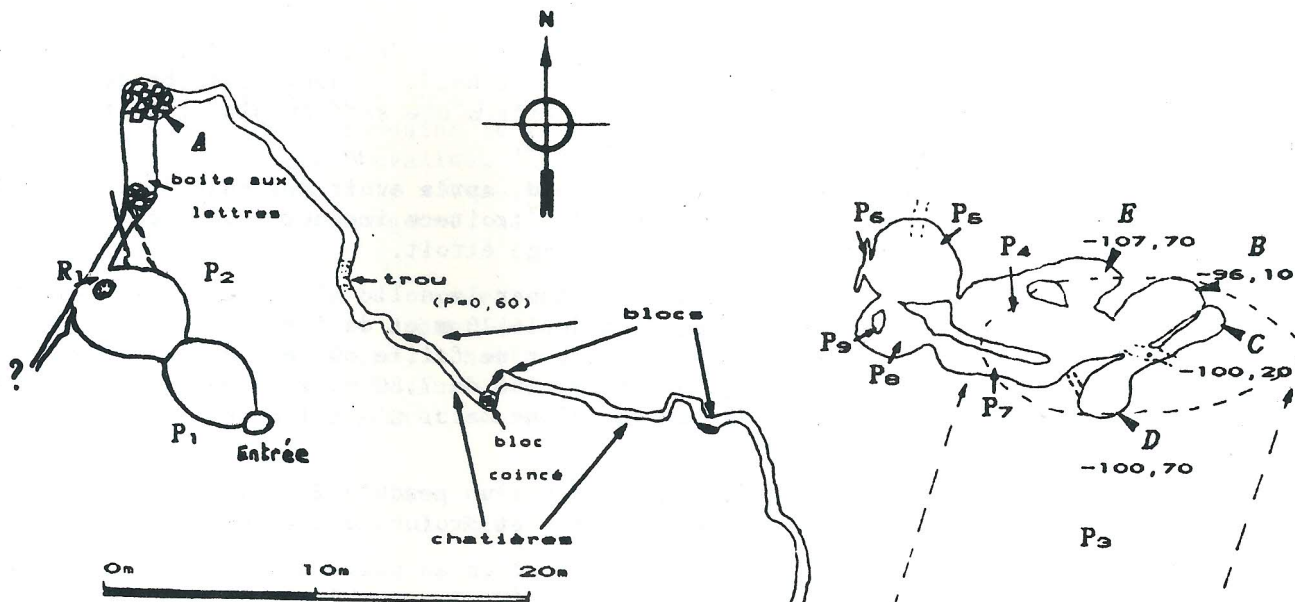 N
A
boite aux
lettres
R1
P2
?
P1
Entrée
trou
(P=0,60)
blocs
bloc
coincé
chatières
0m 10m 20m
P6
P5
P4
E
-107,70
B
-96,10
C
-100,20
P9
P8
P7
D
-100,70
P3